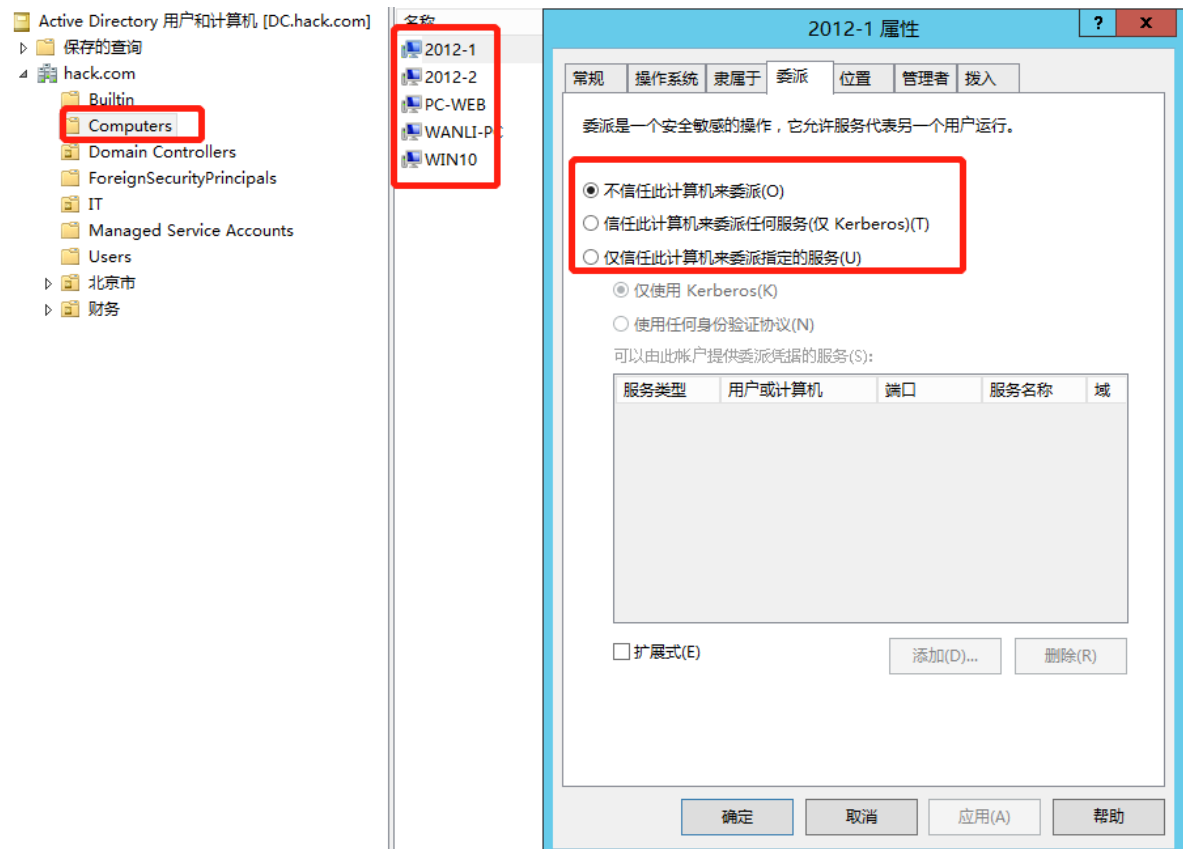 Active Directory 用户和计算机 [DC.hack.com]
保存的查询
hack.com
Builtin
Computers
Domain Controllers
ForeignSecurityPrincipals
IT
Managed Service Accounts
Users
北京市
财务
名称
2012-1
2012-2
PC-WEB
WANLI-PC
WIN10
2012-1 属性
? x
常规 操作系统 隶属于 委派 位置 管理者 拨入
委派是一个安全敏感的操作，它允许服务代表另一个用户运行。
不信任此计算机来委派(O)
信任此计算机来委派任何服务(仅 Kerberos)(T)
仅信任此计算机来委派指定的服务(U)
仅使用 Kerberos(K)
使用任何身份验证协议(N)
可以由此帐户提供委派凭据的服务(S):
服务类型 用户或计算机 端口 服务名称 域
扩展式(E)
添加(D)... 删除(R)
确定 取消 应用(A) 帮助